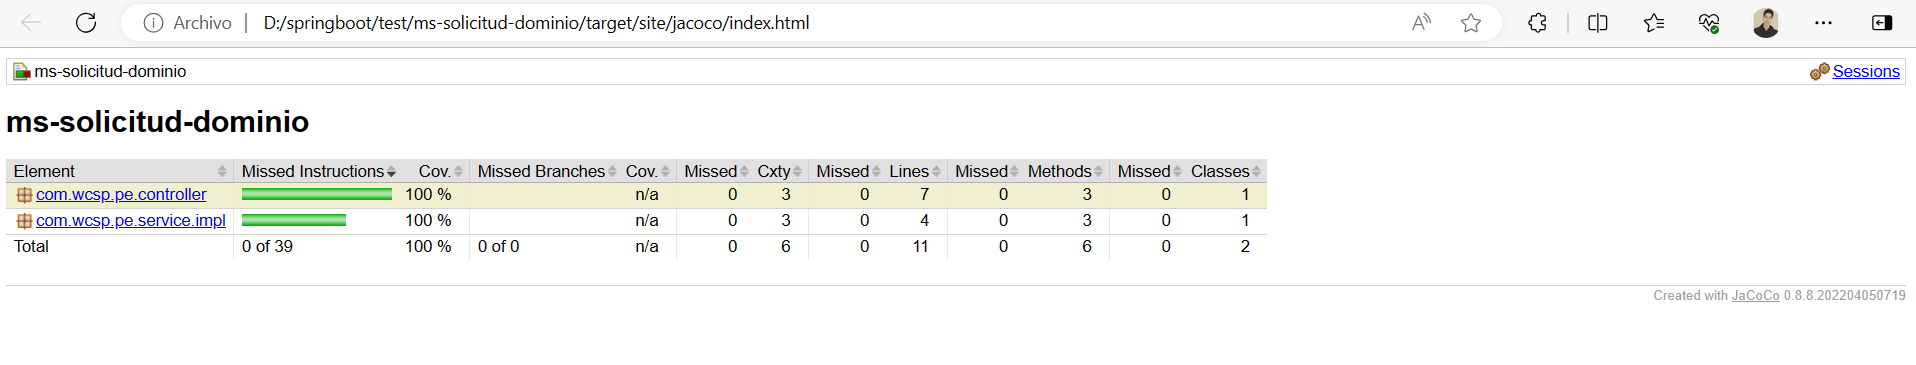 Archivo D:/springboot/test/ms-solicitud-dominio/target/site/jacoco/index.html
ms-solicitud-dominio Sessions
ms-solicitud-dominio
Element Missed Instructions Cov. Missed Branches Cov. Missed Cxty Missed Lines Missed Methods Missed Classes
com.wcsp.pe.controller 100 % n/a 0 3 0 7 0 3 0 1
com.wcsp.pe.service.impl 100 % n/a 0 3 0 4 0 3 0 1
Total 0 of 39 100 % 0 of 0 n/a 0 6 0 11 0 6 0 2
Created with JaCoCo 0.8.8.202204050719